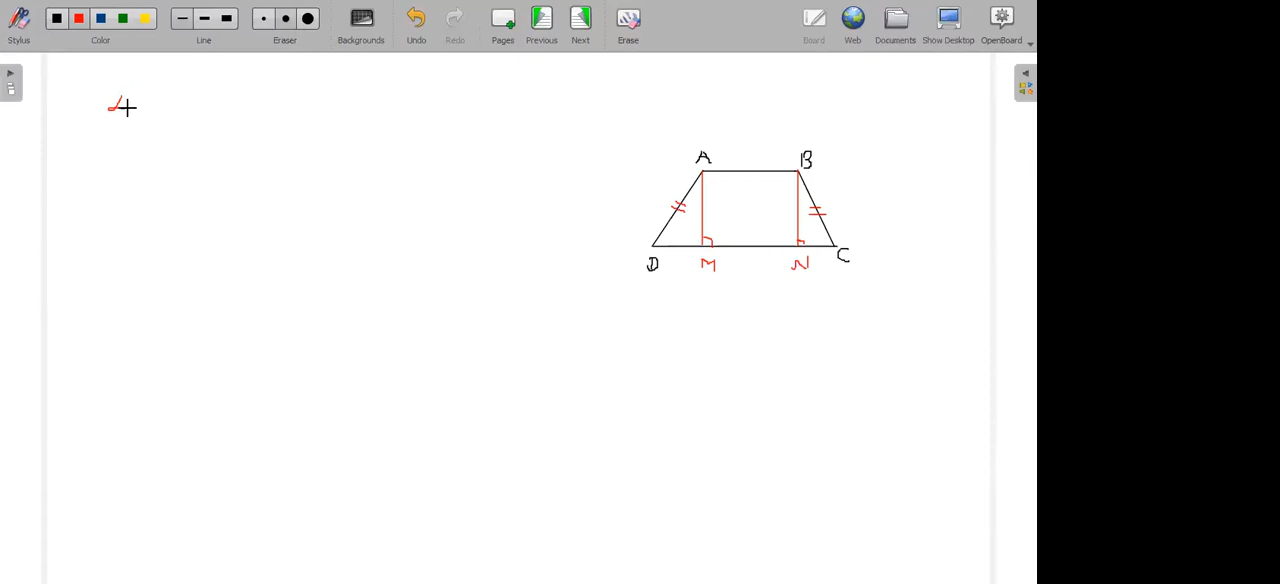 Stylus Color Line Eraser Backgrounds Undo Redo Pages Previous Next Erase Board Web Documents Show Desktop OpenBoard
A B
D M N C